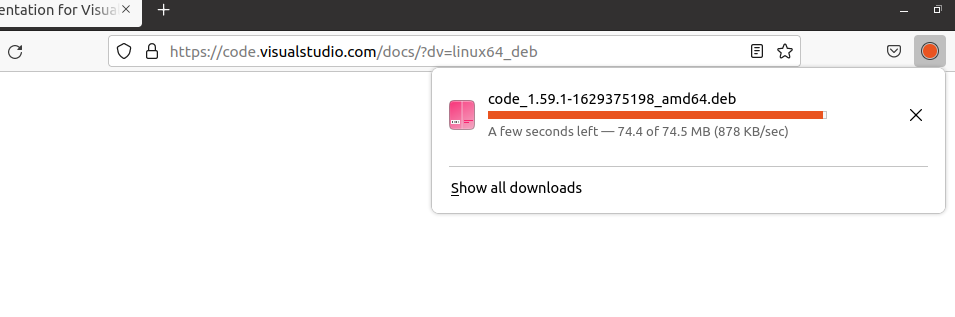 entation for Visua
https://code.visualstudio.com/docs/?dv=linux64_deb
code_1.59.1-1629375198_amd64.deb
A few seconds left — 74.4 of 74.5 MB (878 KB/sec)
Show all downloads